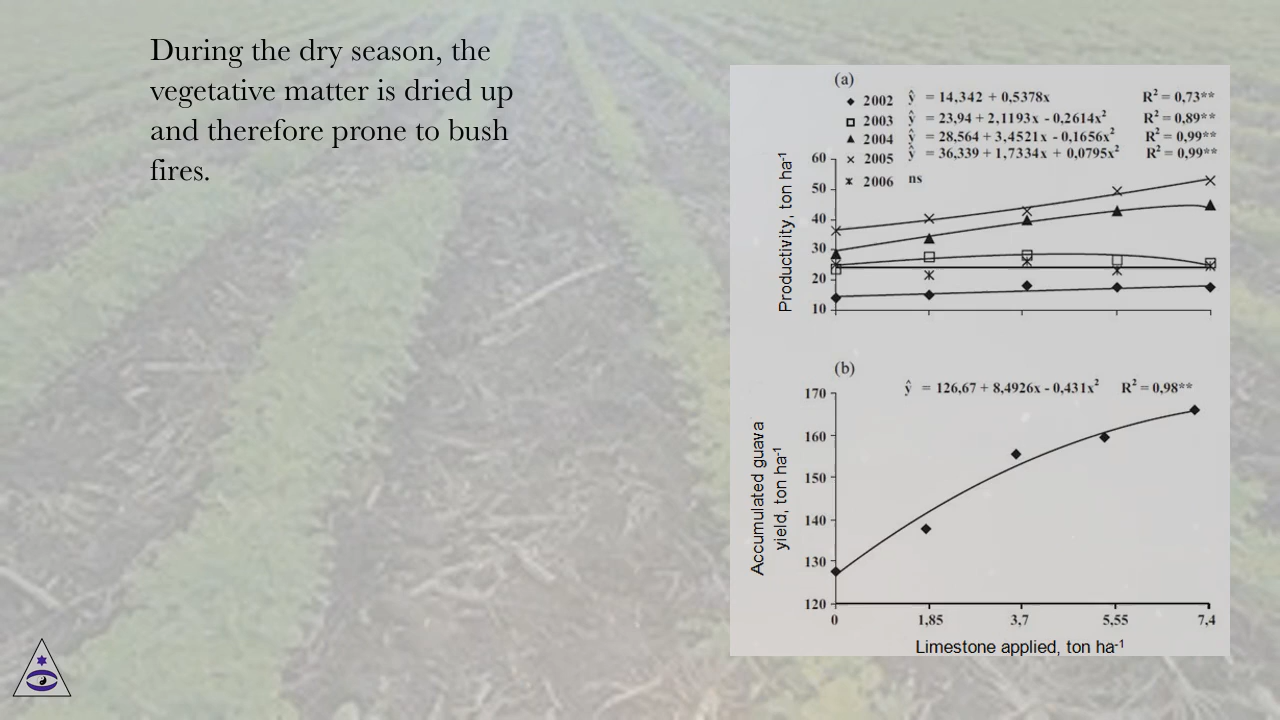 During the dry season, the
vegetative matter is dried up
and therefore prone to bush
fires.
(a)
2002 ŷ = 14,342 + 0,5378x R² = 0,73**
2003 ŷ = 23,94 + 2,1193x - 0,2614x² R² = 0,89**
2004 ŷ = 28,564 + 3,4521x - 0,1656x² R² = 0,99**
2005 ŷ = 36,339 + 1,7334x + 0,0795x² R² = 0,99**
2006 ns
Productivity, ton ha⁻¹
60
50
40
30
20
10
(b)
ŷ = 126,67 + 8,4926x - 0,431x² R² = 0,98**
Accumulated guava
yield, ton ha⁻¹
170
160
150
140
130
120
0 1,85 3,7 5,55 7,4
Limestone applied, ton ha⁻¹